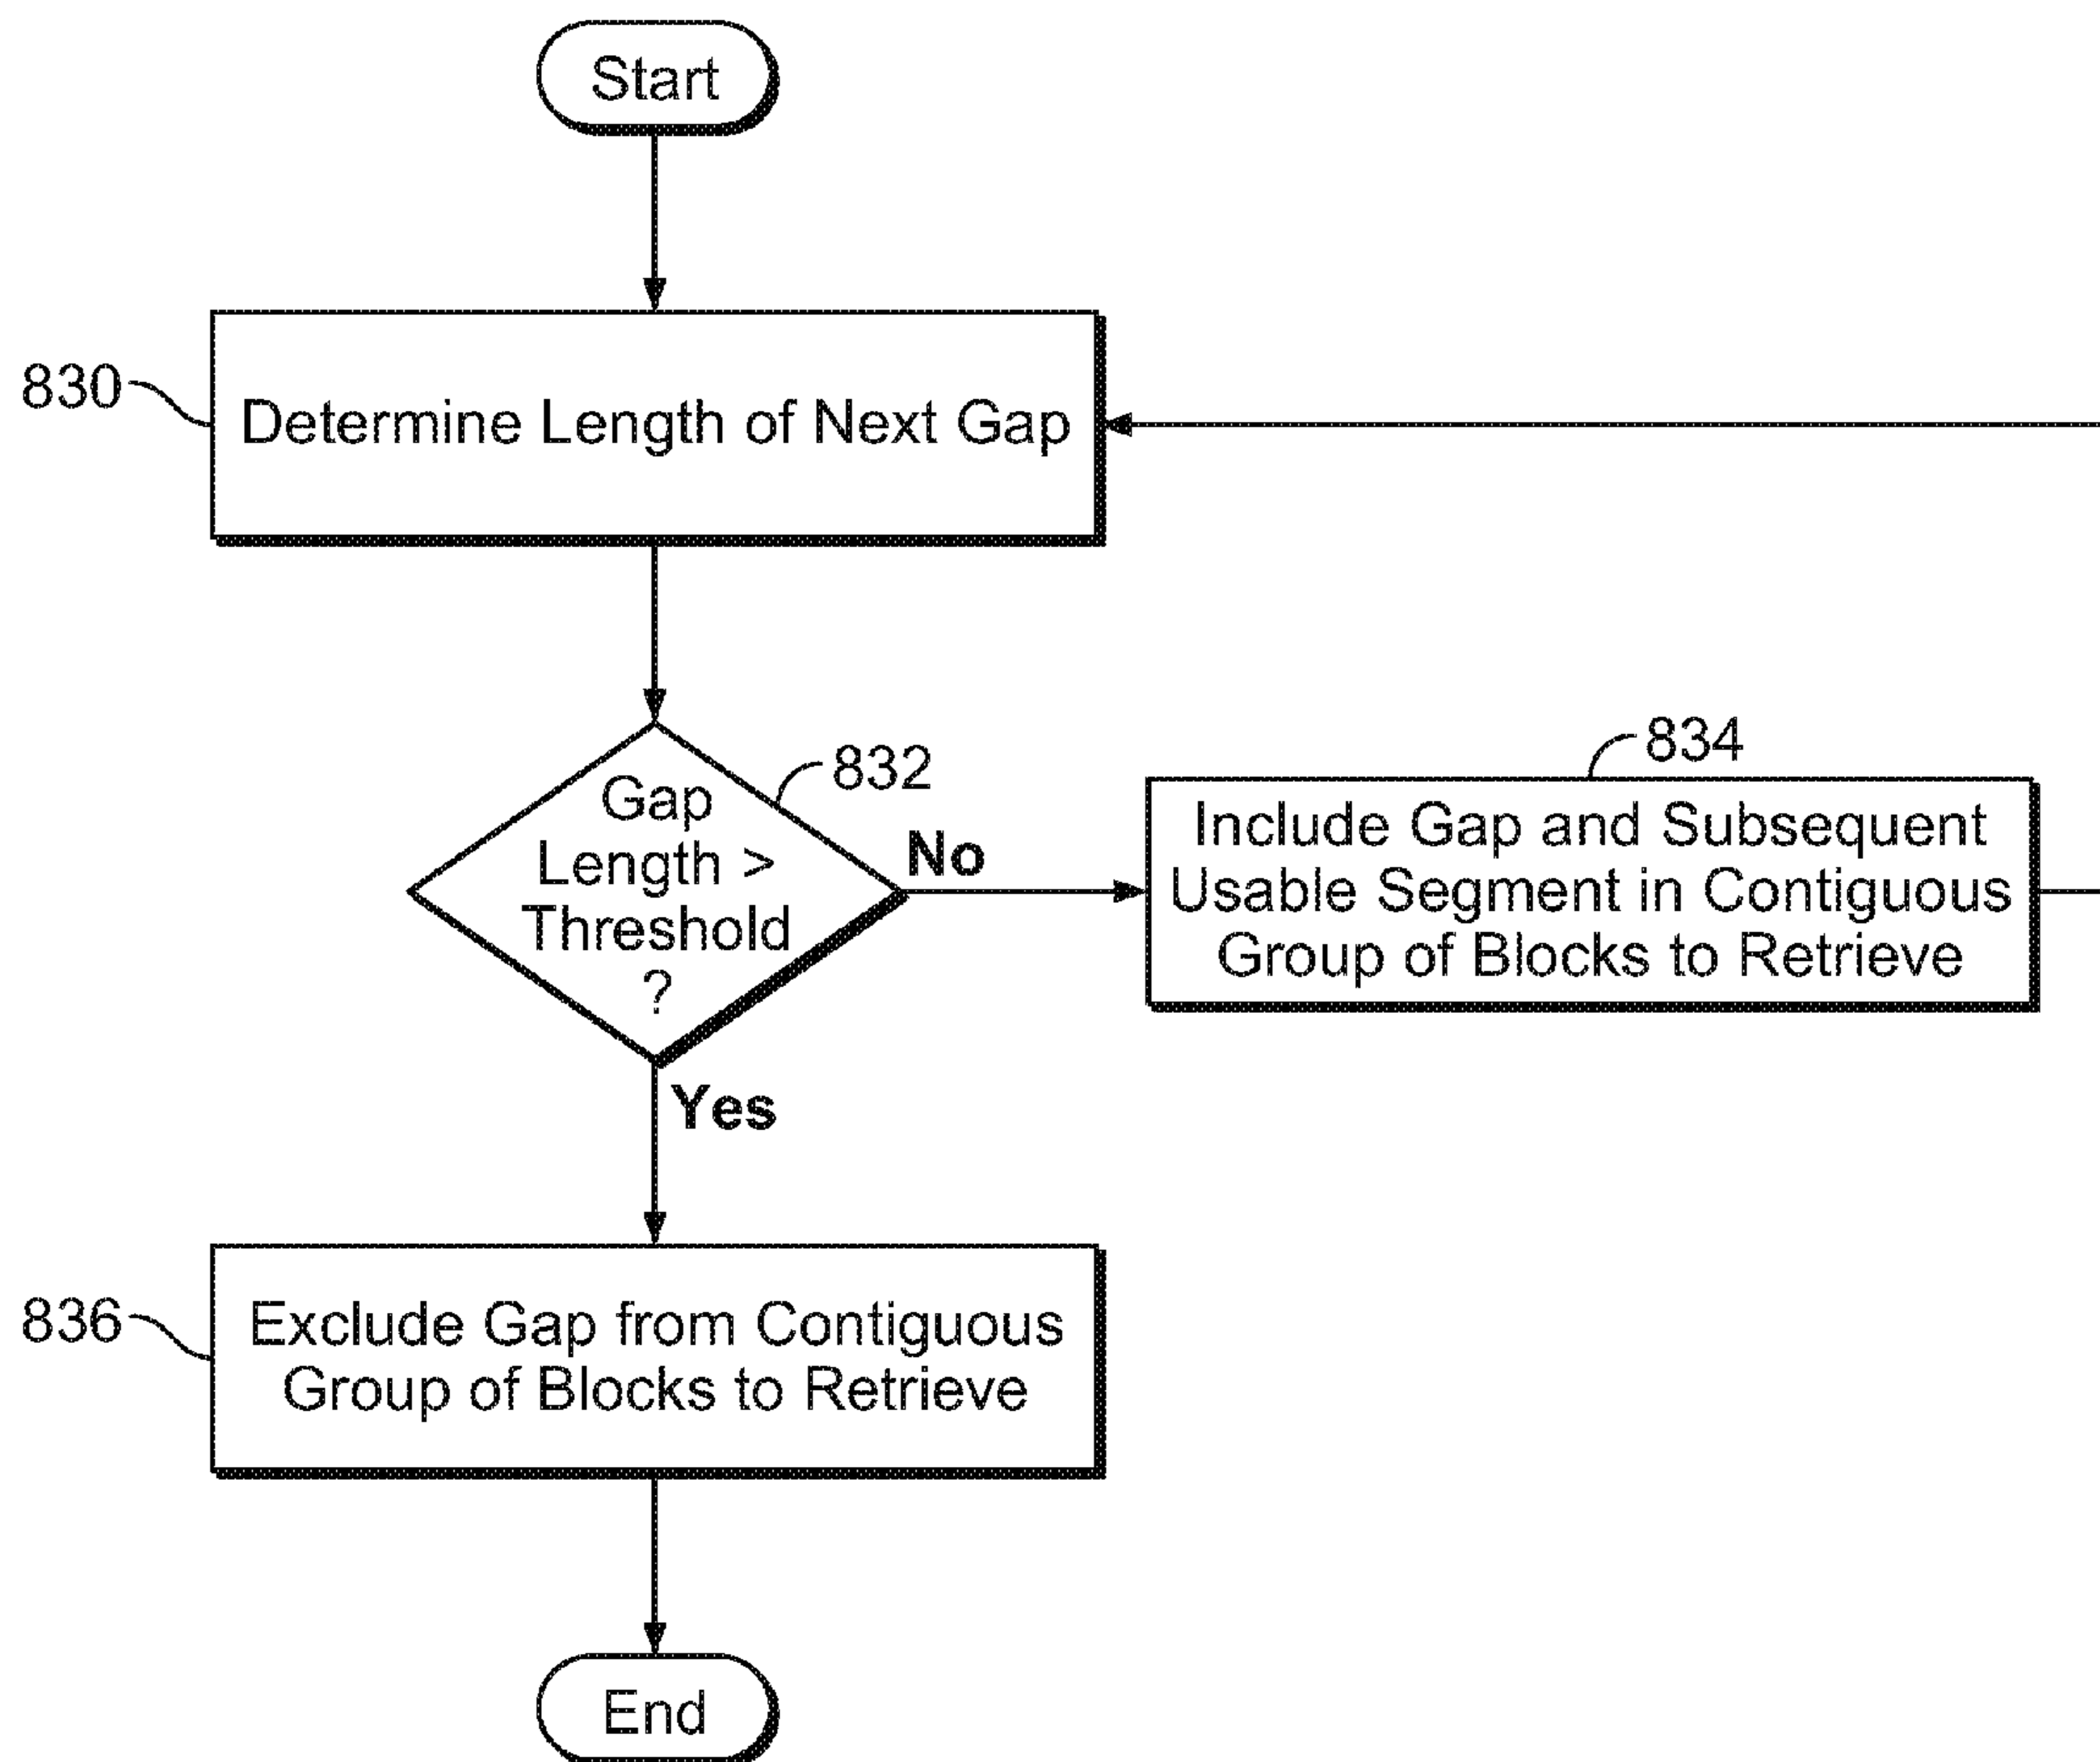 Start
830
Determine Length of Next Gap
832
Gap
Length >
Threshold
?
No
834
Include Gap and Subsequent
Usable Segment in Contiguous
Group of Blocks to Retrieve
Yes
836
Exclude Gap from Contiguous
Group of Blocks to Retrieve
End